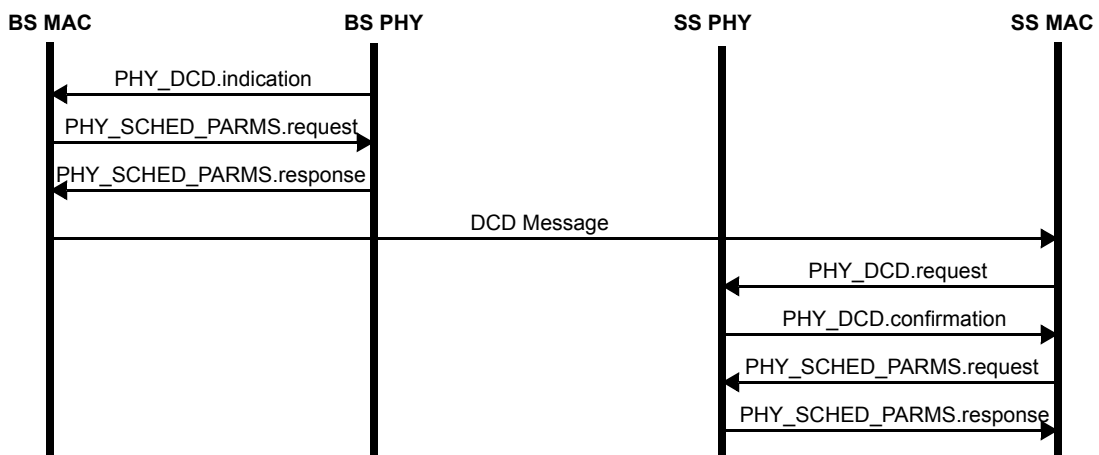 BS MAC
BS PHY
SS PHY
SS MAC
PHY_DCD.indication
PHY_SCHED_PARMS.request
PHY_SCHED_PARMS.response
DCD Message
PHY_DCD.request
PHY_DCD.confirmation
PHY_SCHED_PARMS.request
PHY_SCHED_PARMS.response